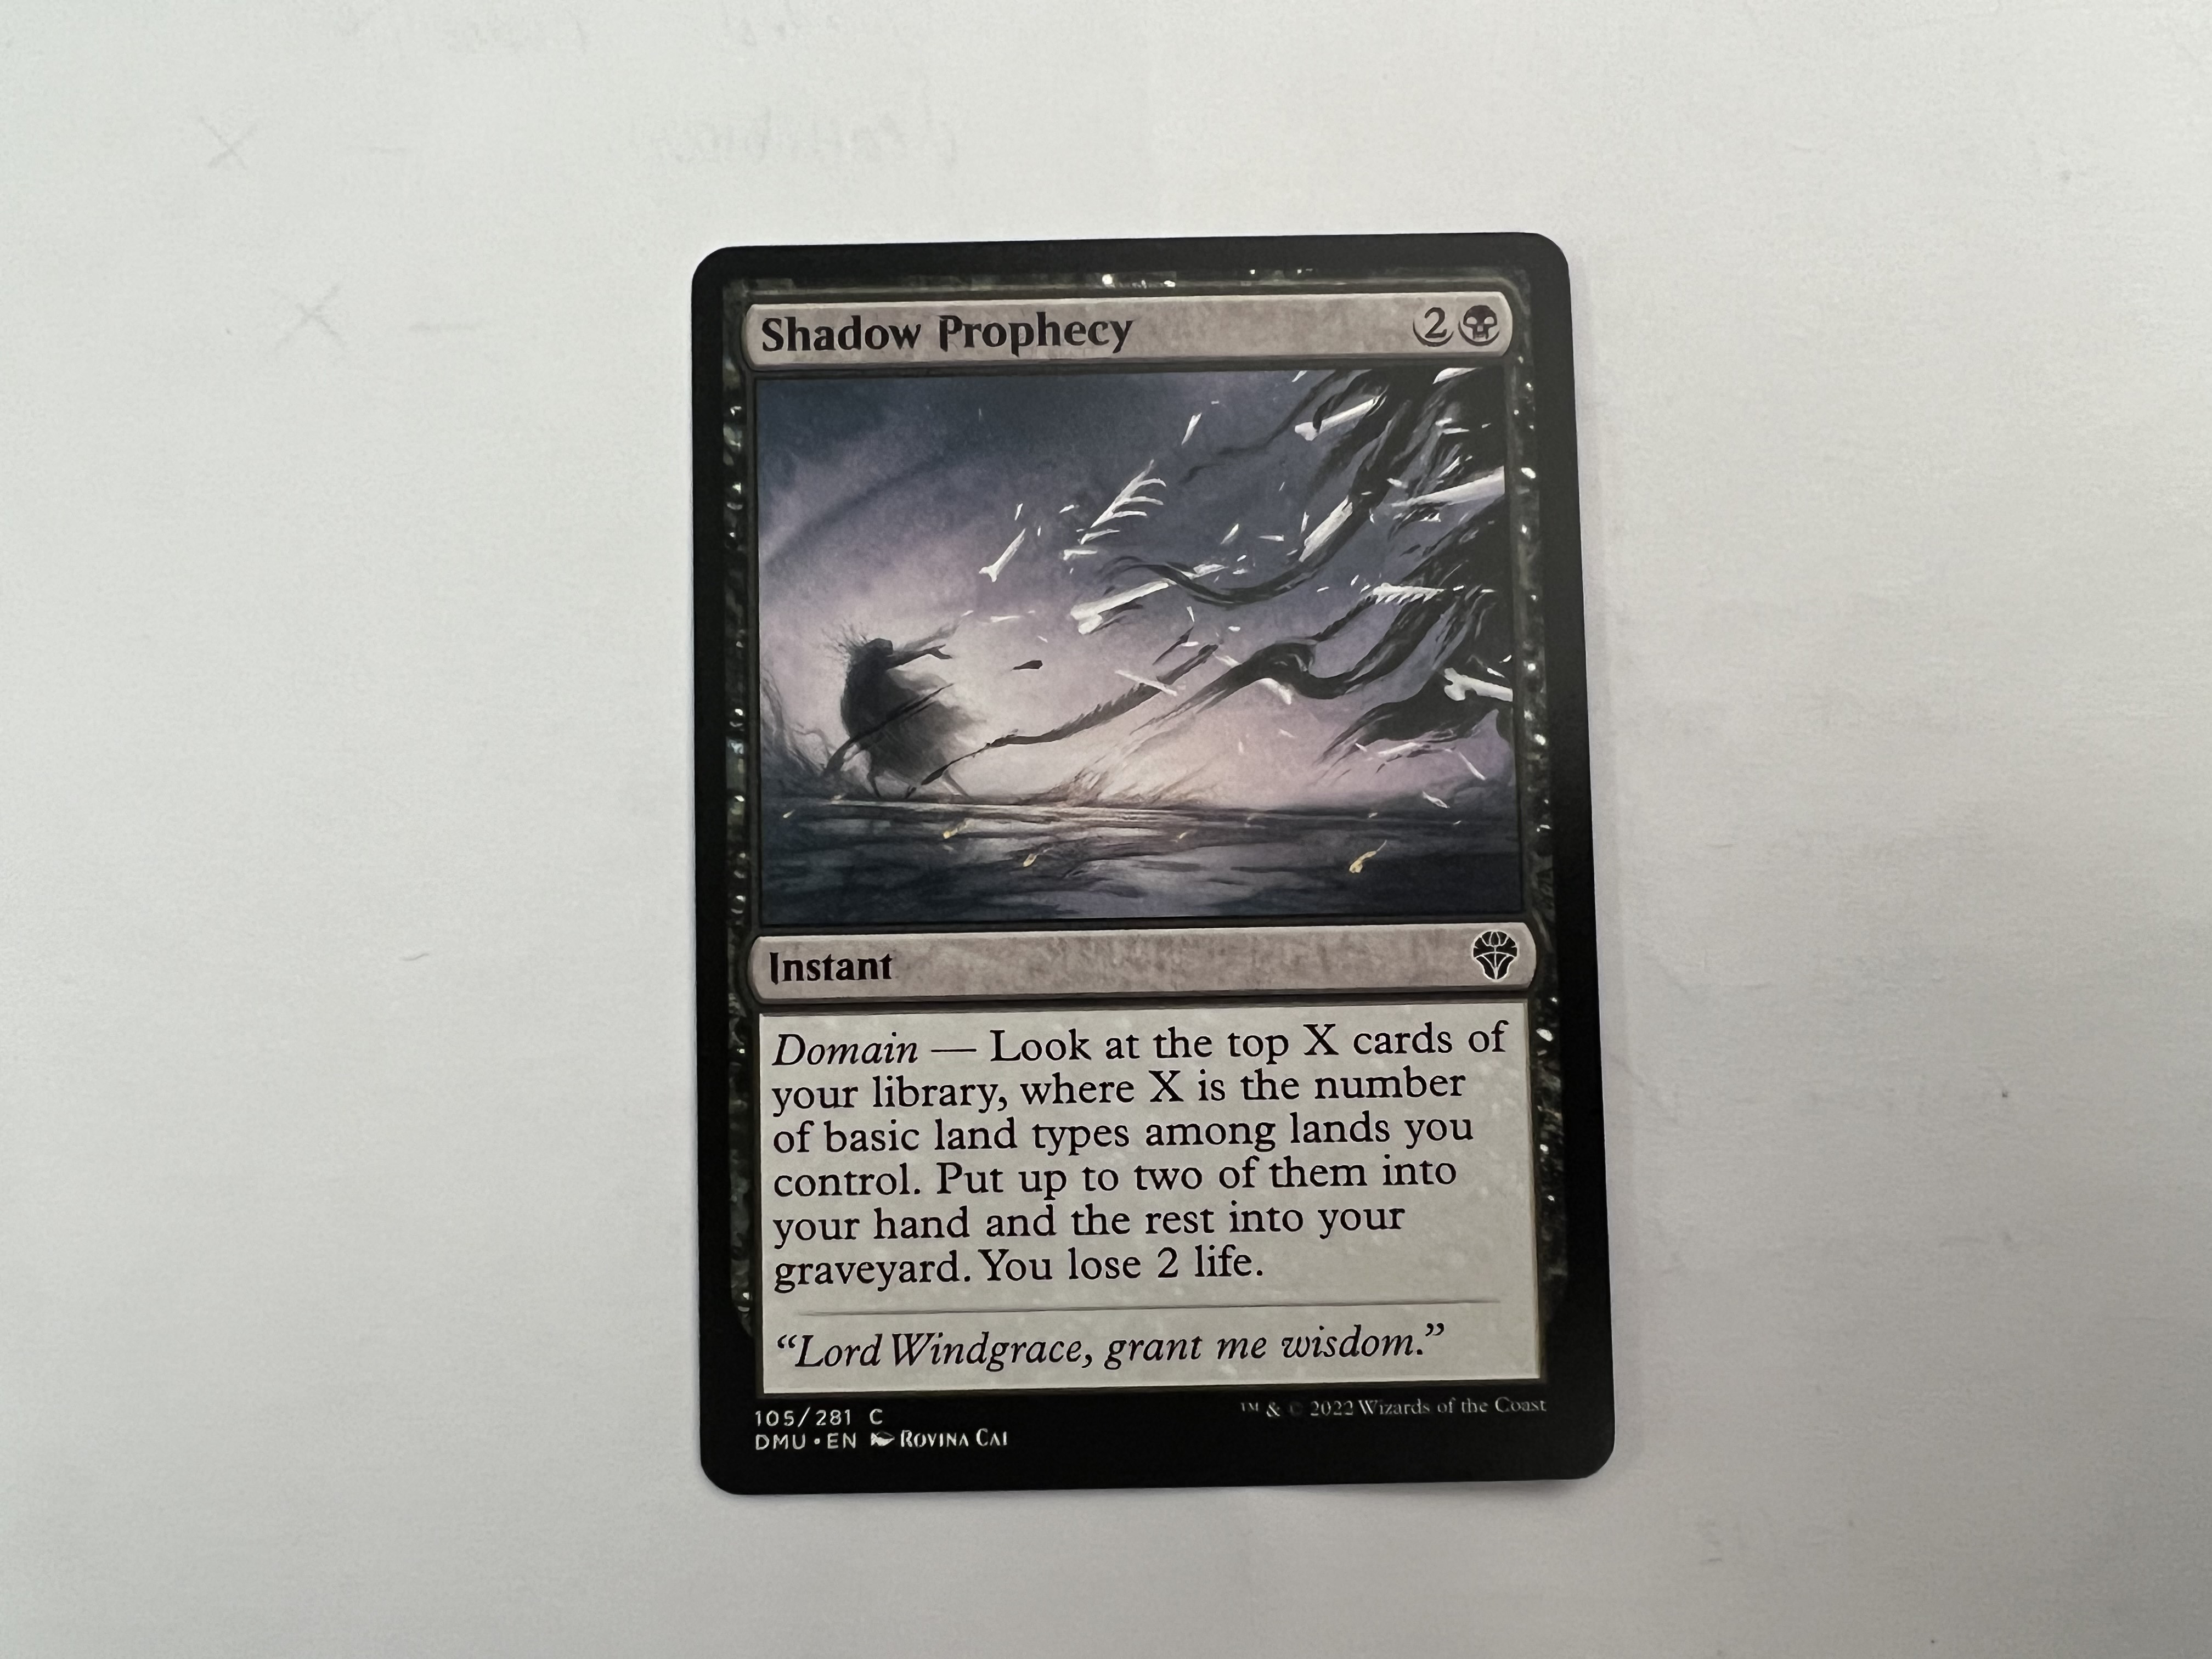 Shadow Prophecy 2
Instant
Domain — Look at the top X cards of
your library, where X is the number
of basic land types among lands you
control. Put up to two of them into
your hand and the rest into your
graveyard. You lose 2 life.
“Lord Windgrace, grant me wisdom.”
105/281 C
DMU • EN Rovina Cai
™ & © 2022 Wizards of the Coast